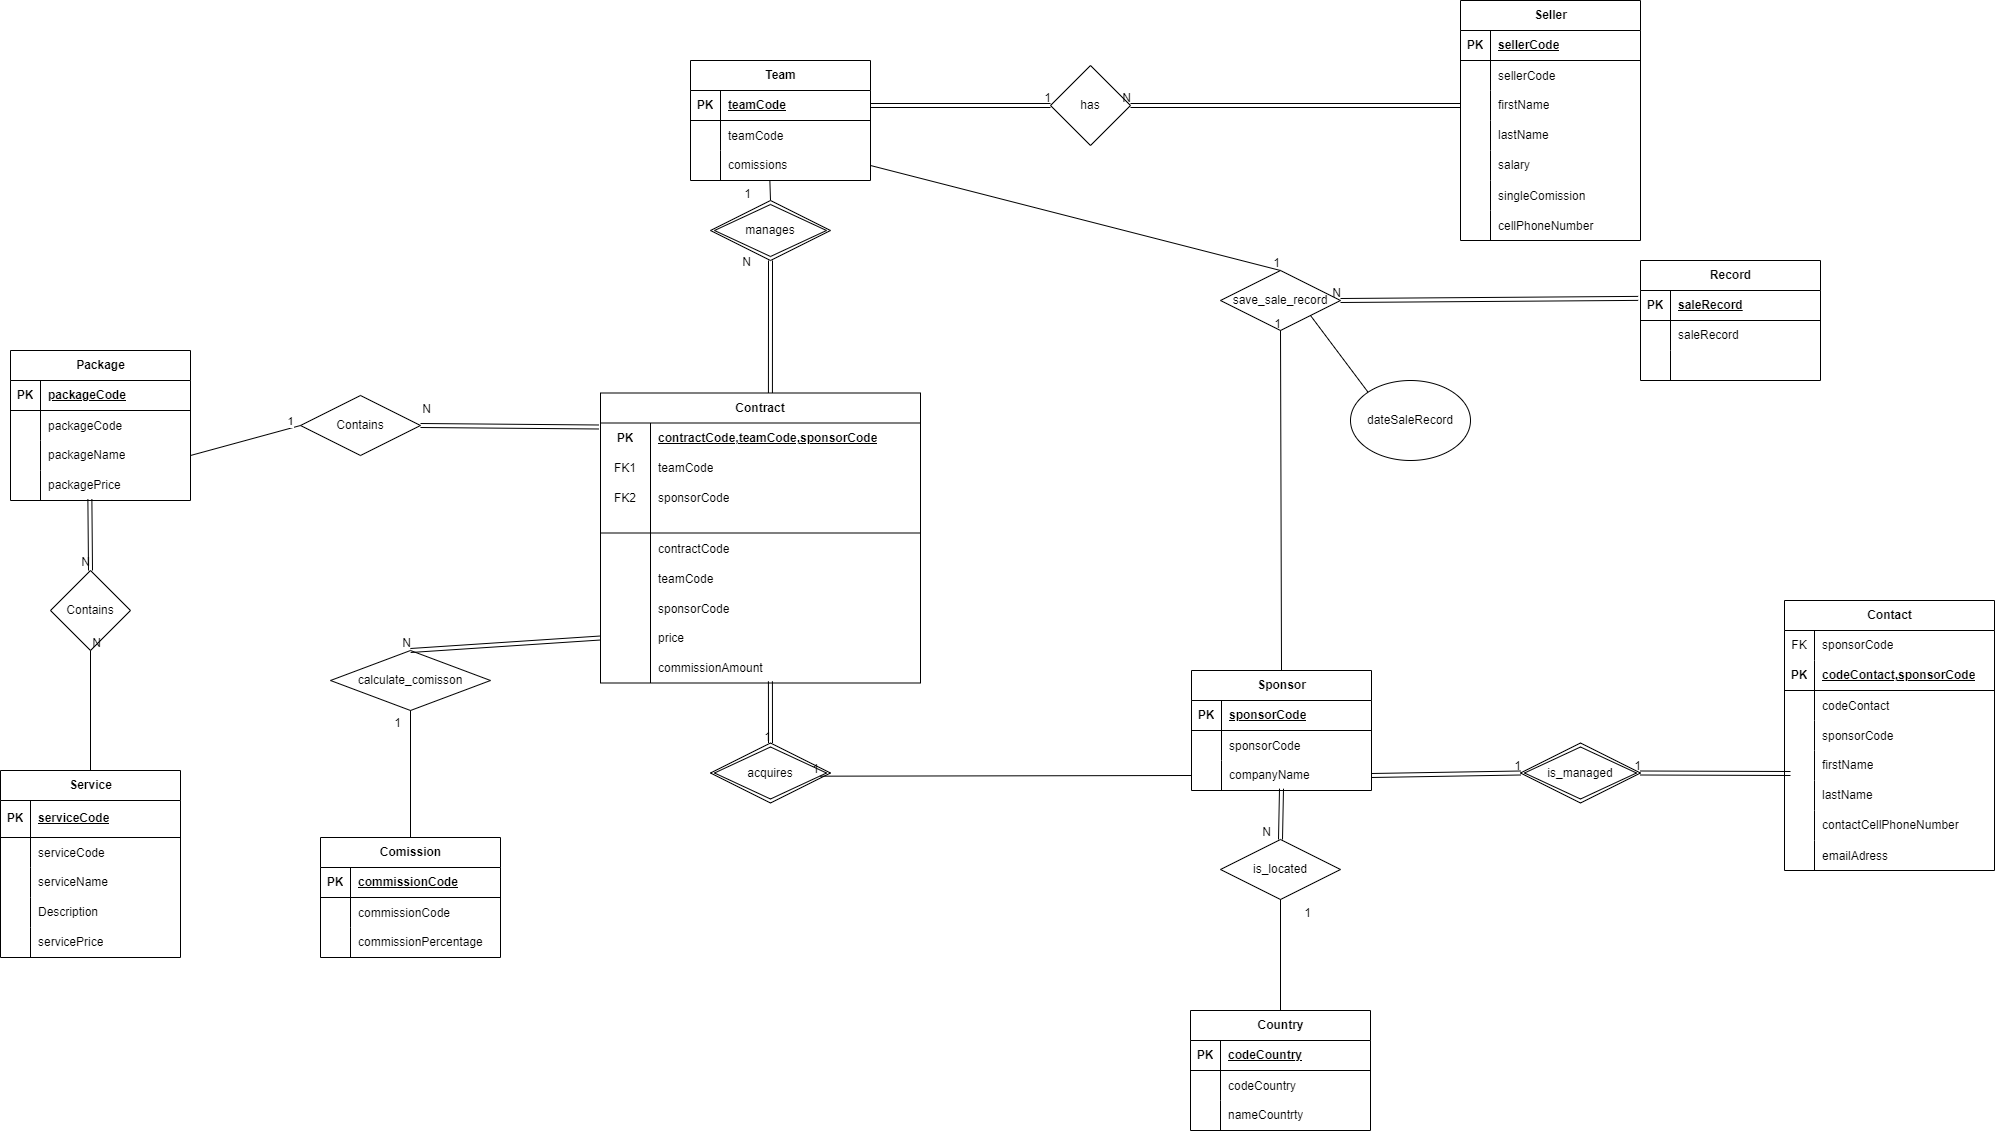 Seller
PK sellerCode
sellerCode
firstName
lastName
salary
singleComission
cellPhoneNumber
Team
PK teamCode
teamCode
comissions
1 has N
1
manages
N
1
save_sale_record N
1
dateSaleRecord
Record
PK saleRecord
saleRecord
Package
PK packageCode
packageCode
packageName
packagePrice
1 Contains N
Contract
PK contractCode,teamCode,sponsorCode
FK1 teamCode
FK2 sponsorCode
contractCode
teamCode
sponsorCode
price
commissionAmount
N
Contains
N
N
calculate_comisson
1
Service
PK serviceCode
serviceCode
serviceName
Description
servicePrice
Comission
PK commissionCode
commissionCode
commissionPercentage
1
acquires 1
Sponsor
PK sponsorCode
sponsorCode
companyName
1 is_managed 1
Contact
FK sponsorCode
PK codeContact,sponsorCode
codeContact
sponsorCode
firstName
lastName
contactCellPhoneNumber
emailAdress
N
is_located
1
Country
PK codeCountry
codeCountry
nameCountrty